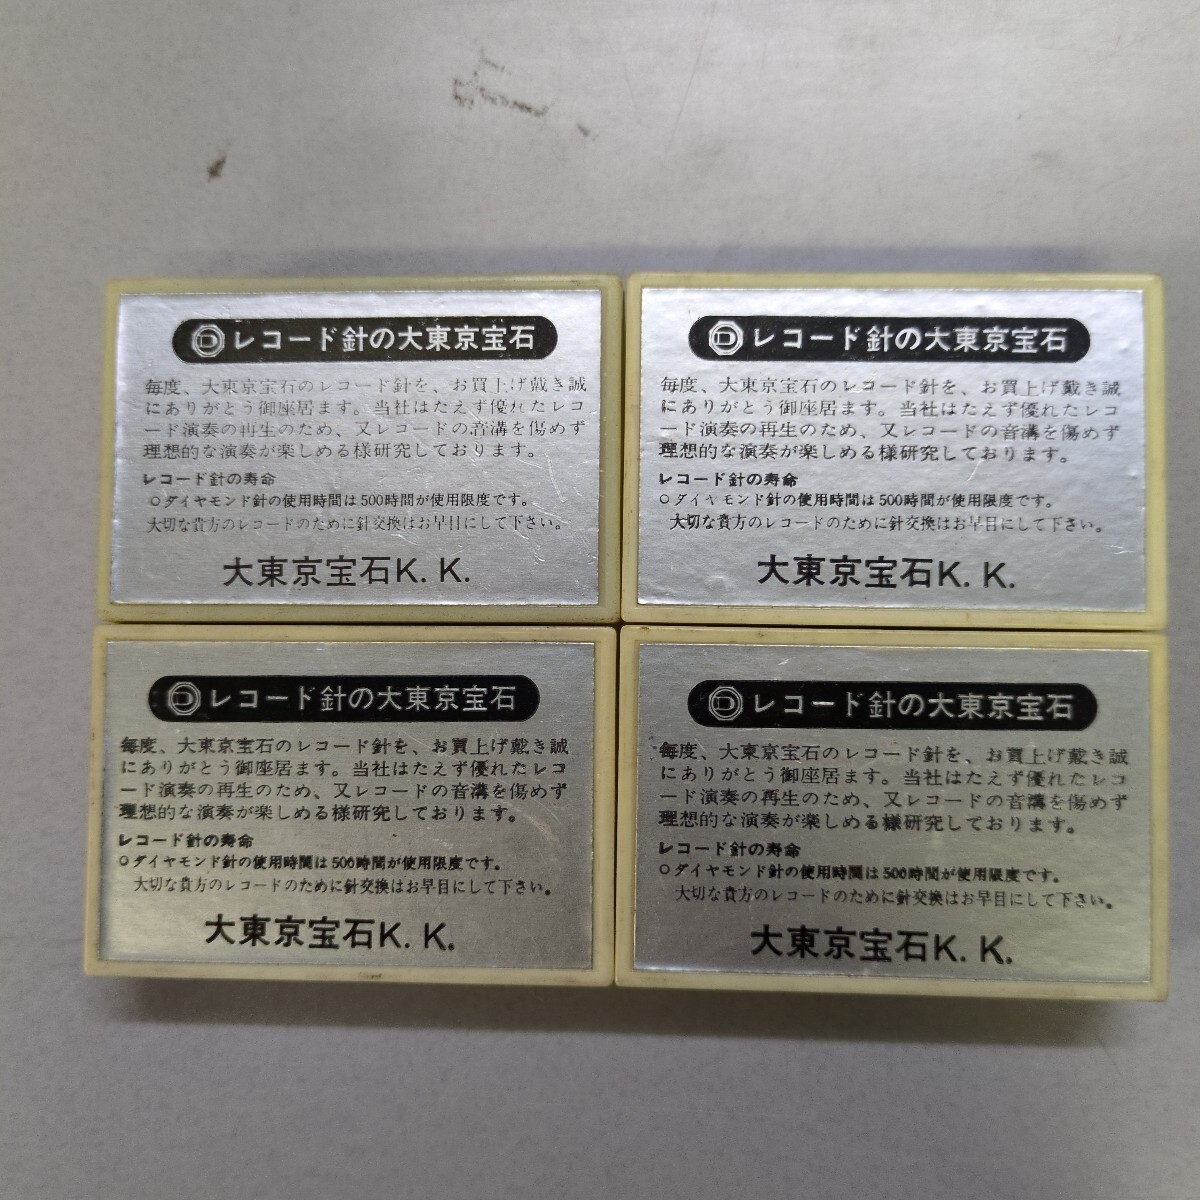 Ⓓ レコード針の大東京宝石
毎度、大東京宝石のレコード針を、お買上げ戴き誠
にありがとう御座居ます。当社はたえず優れたレコ
ード演奏の再生のため、又レコードの音溝を傷めず
理想的な演奏が楽しめる様研究しております。
レコード針の寿命
○ダイヤモンド針の使用時間は500時間が使用限度です。
大切な貴方のレコードのために針交換はお早目にして下さい。
大東京宝石K.K.
Ⓓ レコード針の大東京宝石
毎度、大東京宝石のレコード針を、お買上げ戴き誠
にありがとう御座居ます。当社はたえず優れたレコ
ード演奏の再生のため、又レコードの音溝を傷めず
理想的な演奏が楽しめる様研究しております。
レコード針の寿命
○ダイヤモンド針の使用時間は500時間が使用限度です。
大切な貴方のレコードのために針交換はお早目にして下さい。
大東京宝石K.K.
Ⓓ レコード針の大東京宝石
毎度、大東京宝石のレコード針を、お買上げ戴き誠
にありがとう御座居ます。当社はたえず優れたレコ
ード演奏の再生のため、又レコードの音溝を傷めず
理想的な演奏が楽しめる様研究しております。
レコード針の寿命
○ダイヤモンド針の使用時間は500時間が使用限度です。
大切な貴方のレコードのために針交換はお早目にして下さい。
大東京宝石K.K.
Ⓓ レコード針の大東京宝石
毎度、大東京宝石のレコード針を、お買上げ戴き誠
にありがとう御座居ます。当社はたえず優れたレコ
ード演奏の再生のため、又レコードの音溝を傷めず
理想的な演奏が楽しめる様研究しております。
レコード針の寿命
○ダイヤモンド針の使用時間は500時間が使用限度です。
大切な貴方のレコードのために針交換はお早目にして下さい。
大東京宝石K.K.